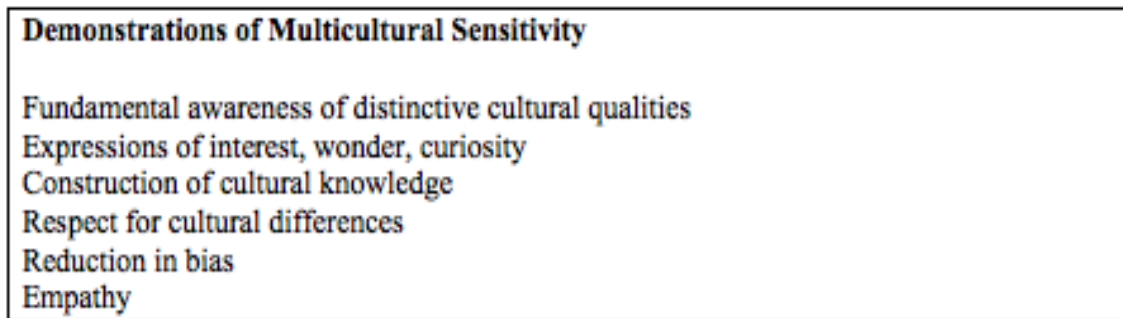 Demonstrations of Multicultural Sensitivity
Fundamental awareness of distinctive cultural qualities
Expressions of interest, wonder, curiosity
Construction of cultural knowledge
Respect for cultural differences
Reduction in bias
Empathy